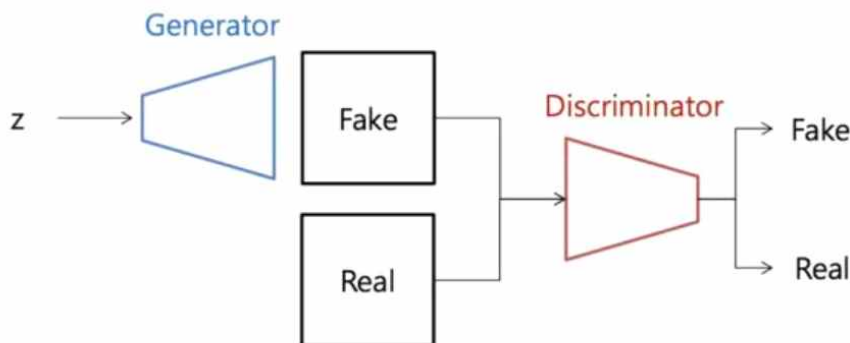 Generator
z
Fake
Discriminator
Fake
Real
Real